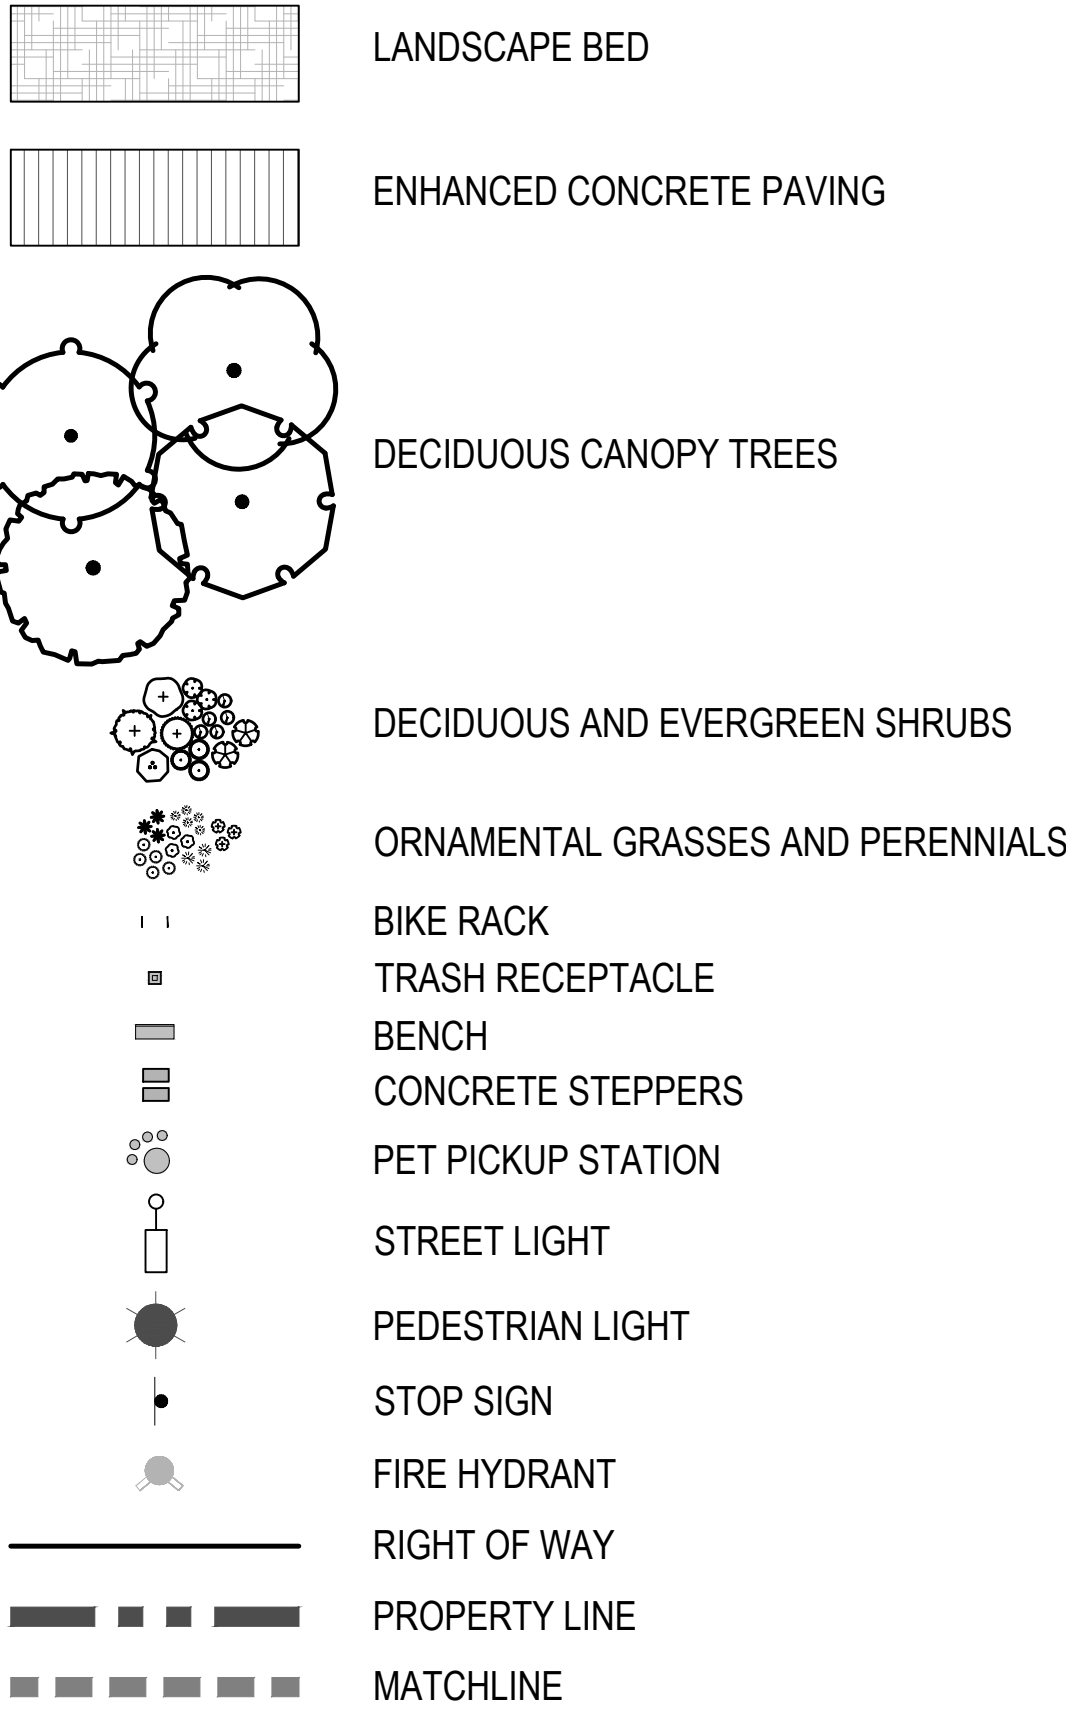 LANDSCAPE BED
ENHANCED CONCRETE PAVING
DECIDUOUS CANOPY TREES
DECIDUOUS AND EVERGREEN SHRUBS
ORNAMENTAL GRASSES AND PERENNIALS
BIKE RACK
TRASH RECEPTACLE
BENCH
CONCRETE STEPPERS
PET PICKUP STATION
STREET LIGHT
PEDESTRIAN LIGHT
STOP SIGN
FIRE HYDRANT
RIGHT OF WAY
PROPERTY LINE
MATCHLINE